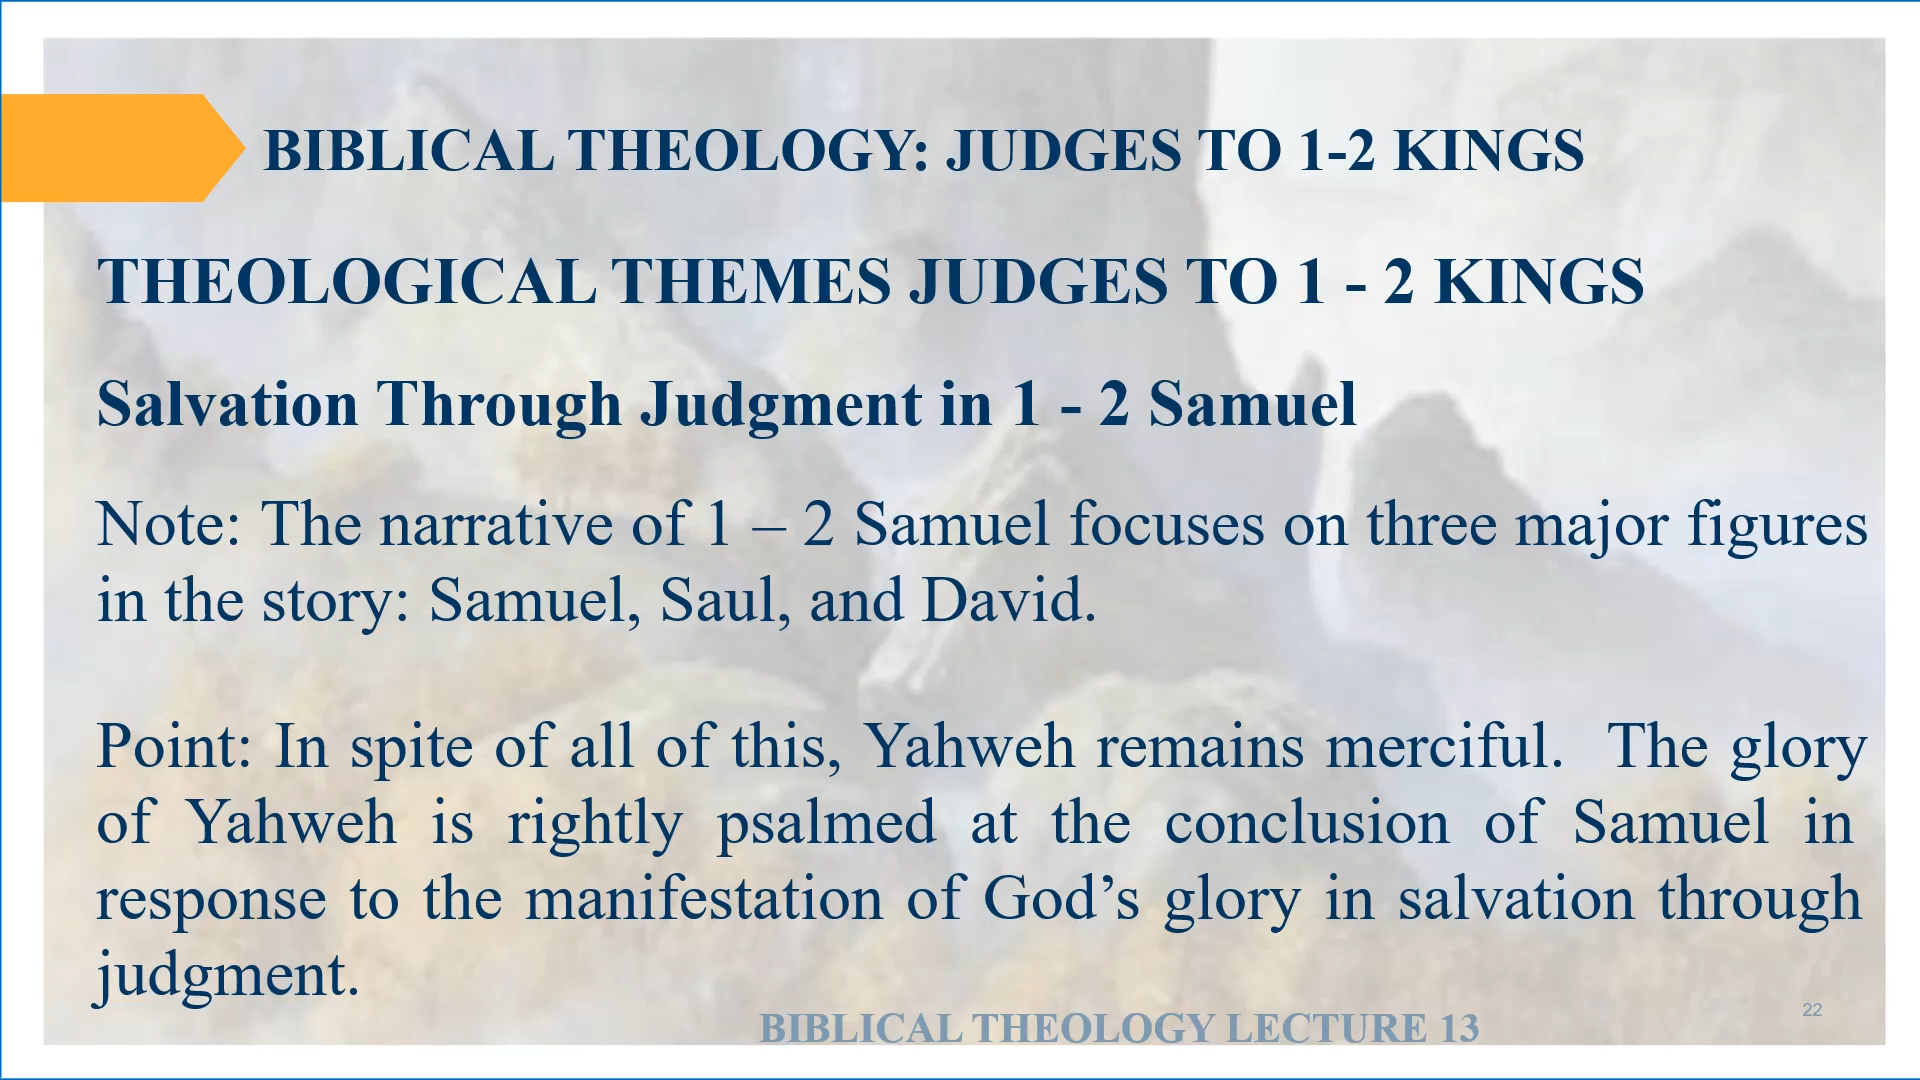 BIBLICAL THEOLOGY: JUDGES TO 1-2 KINGS
THEOLOGICAL THEMES JUDGES TO 1 - 2 KINGS
Salvation Through Judgment in 1 - 2 Samuel
Note: The narrative of 1 – 2 Samuel focuses on three major figures
in the story: Samuel, Saul, and David.
Point: In spite of all of this, Yahweh remains merciful. The glory
of Yahweh is rightly psalmed at the conclusion of Samuel in
response to the manifestation of God’s glory in salvation through
judgment.
22
BIBLICAL THEOLOGY LECTURE 13